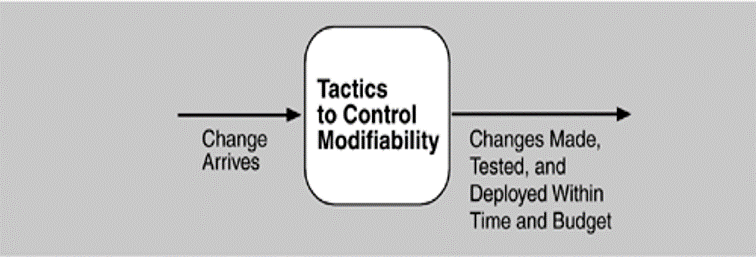 Change
Arrives
Tactics
to Control
Modifiability
Changes Made,
Tested, and
Deployed Within
Time and Budget